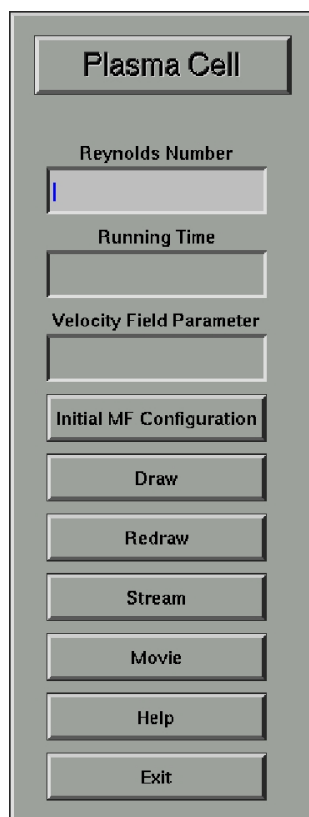 Plasma Cell
Reynolds Number
Running Time
Velocity Field Parameter
Initial MF Configuration
Draw
Redraw
Stream
Movie
Help
Exit